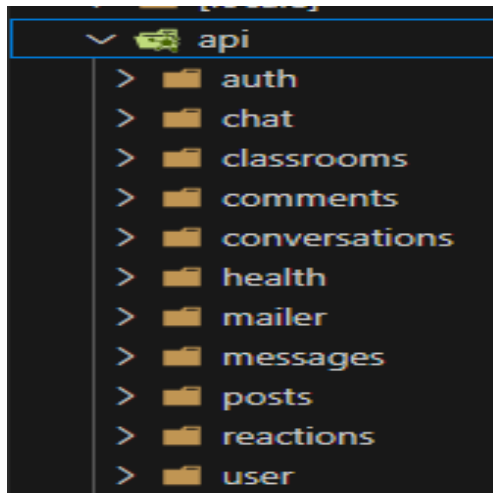 api
auth
chat
classrooms
comments
conversations
health
mailer
messages
posts
reactions
user